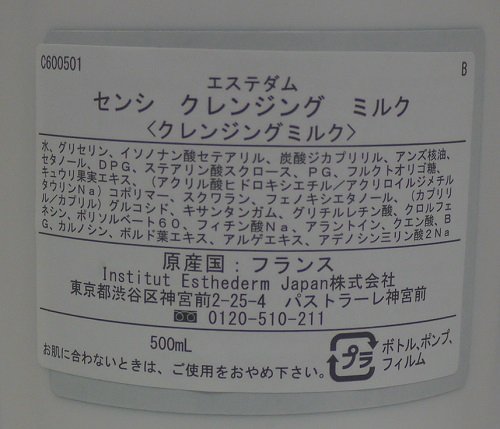 C600501
B
エステダム
センシ クレンジング ミルク
〈クレンジングミルク〉
水、グリセリン、イソノナン酸セテアリル、炭酸ジカプリリル、アンズ核油、
セタノール、DPG、ステアリン酸スクロース、PG、フルクトオリゴ糖、
キュウリ果実エキス、(アクリル酸ヒドロキシエチル/アクリロイルジメチル
タウリンNa)コポリマー、スクワラン、フェノキシエタノール、(カプリリ
ル/カプリル)グルコシド、キサンタンガム、グリチルレチン酸、クロルフェ
ネシン、ポリソルベート60、フィチン酸Na、アラントイン、クエン酸、B
G、カルノシン、ボルド葉エキス、アルゲエキス、アデノシン三リン酸2Na
原産国:フランス
Institut Esthederm Japan株式会社
東京都渋谷区神宮前2-25-4 パストラーレ神宮前
0120-510-211
500mL
プラ
ボトル、ポンプ、
フィルム
お肌に合わないときは、ご使用をおやめ下さい。